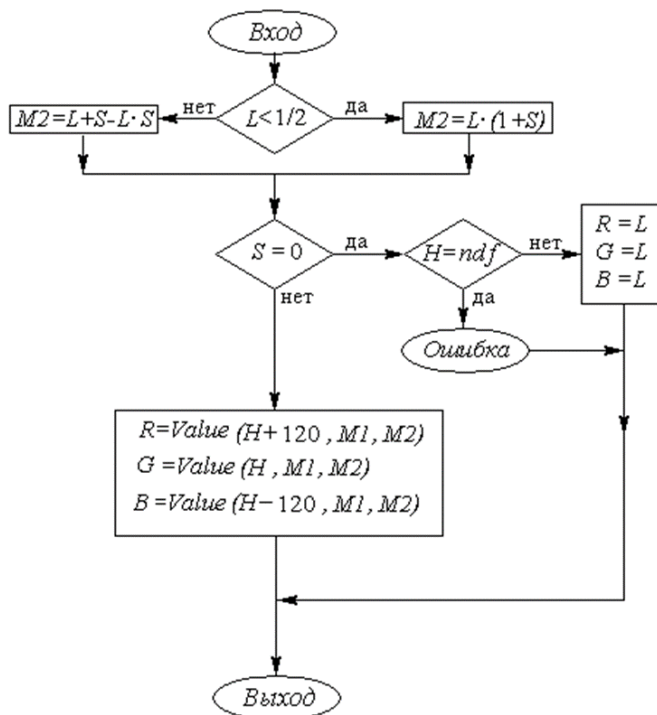 Вход
L<1/2
нет
да
M2=L+S-L·S
M2=L·(1+S)
S=0
да
нет
H=ndf
нет
да
R=L
G=L
B=L
Ошибка
R=Value(H+120,M1,M2)
G=Value(H,M1,M2)
B=Value(H−120,M1,M2)
Выход